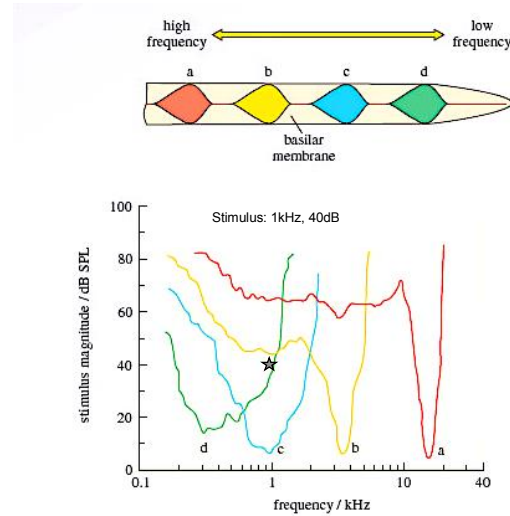 high frequency
low frequency
a
b
c
d
basilar membrane
Stimulus: 1kHz, 40dB
stimulus magnitude / dB SPL
100
80
60
40
20
0
d
c
b
a
0.1
1
10
40
frequency / kHz